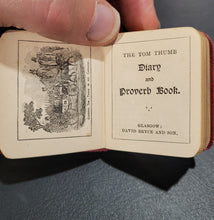 THE TOM THUMB
Diary
and
Proverb Book.
GLASGOW:
DAVID BRYCE AND SON.